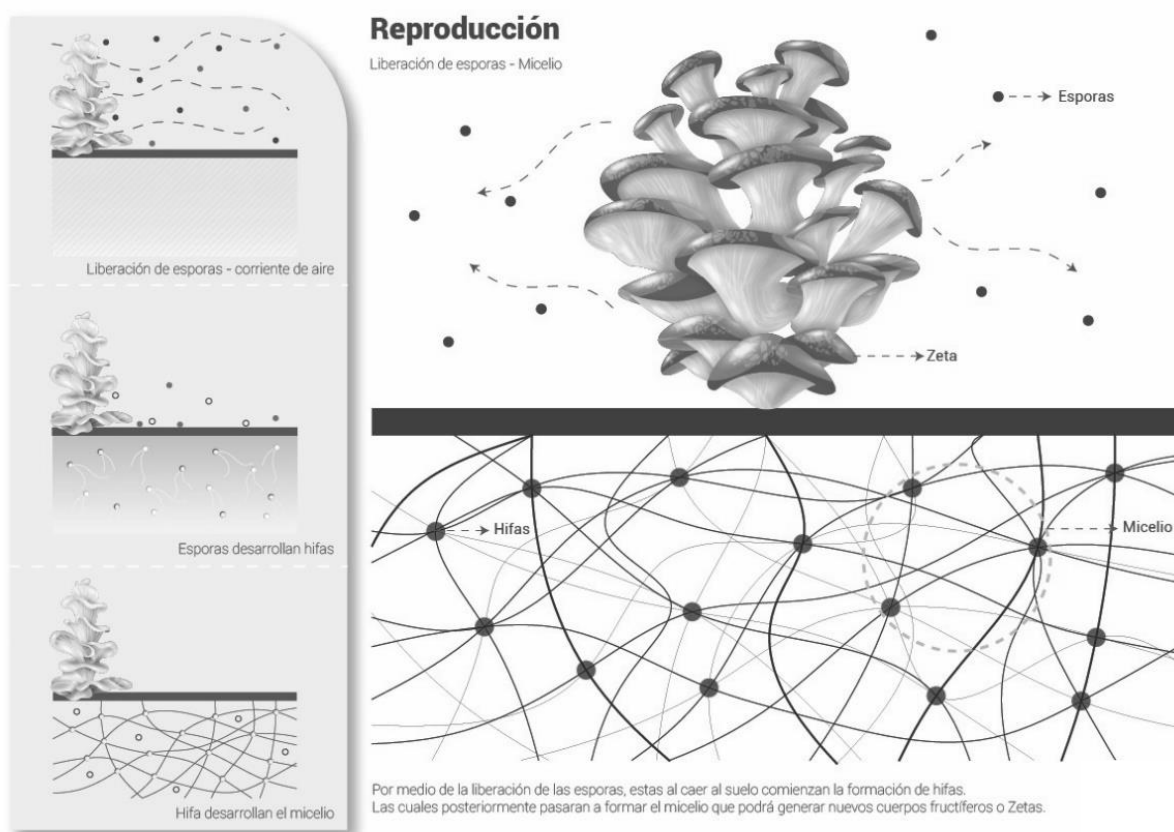 Reproducción
Liberación de esporas - Micelio
Esporas
Zeta
Hifas
Micelio
Liberación de esporas - corriente de aire
Esporas desarrollan hifas
Hifa desarrollan el micelio
Por medio de la liberación de las esporas, estas al caer al suelo comienzan la formación de hifas.
Las cuales posteriormente pasaran a formar el micelio que podrá generar nuevos cuerpos fructíferos o Zetas.